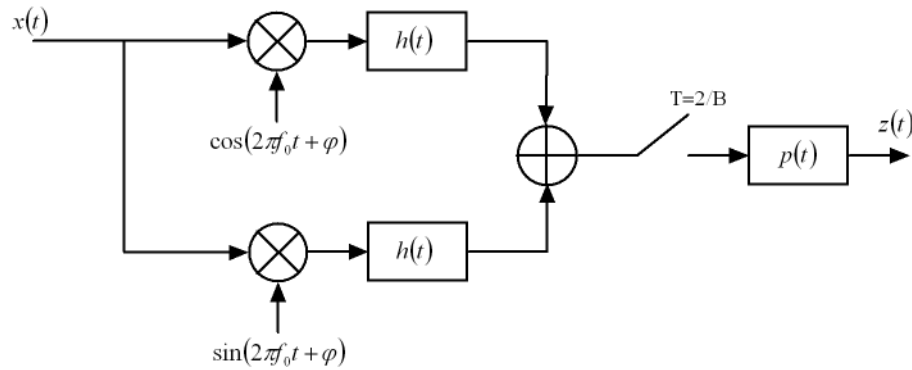 x(t)
h(t)
cos(2πf₀t + φ)
T=2/B
z(t)
p(t)
h(t)
sin(2πf₀t + φ)